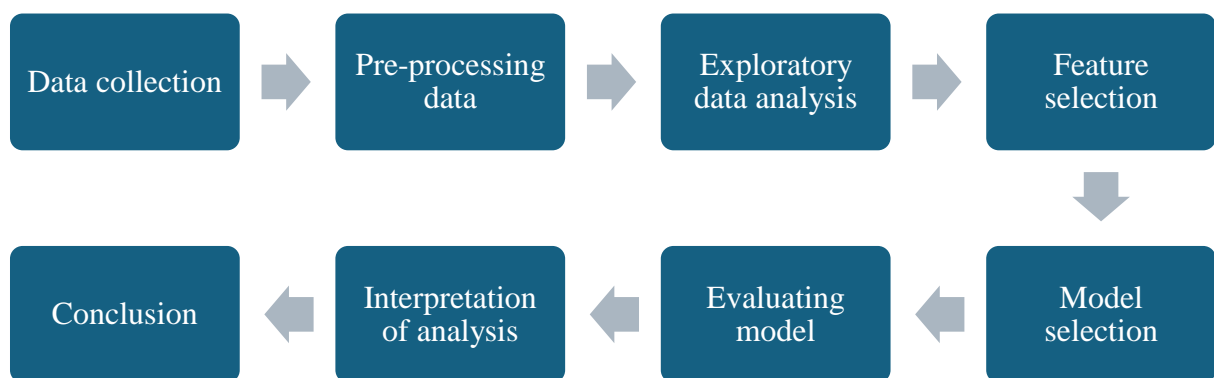 Data collection
Pre-processing
data
Exploratory
data analysis
Feature
selection
Model
selection
Evaluating
model
Interpretation
of analysis
Conclusion